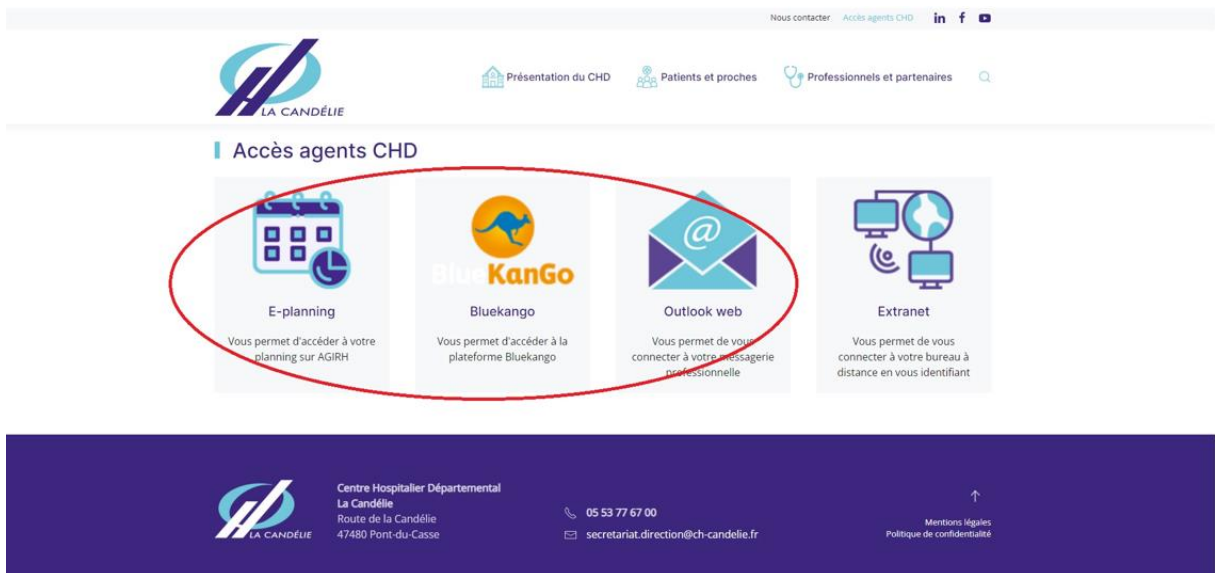 Nous contacter Accès agents CHD in f
LA CANDÉLIE
Présentation du CHD Patients et proches Professionnels et partenaires
Accès agents CHD
@
BlueKanGo
E-planning
Vous permet d'accéder à votre
planning sur AGIRH
Bluekango
Vous permet d'accéder à la
plateforme Bluekango
Outlook web
Vous permet de vous
connecter à votre messagerie
professionnelle
Extranet
Vous permet de vous
connecter à votre bureau à
distance en vous identifiant
LA CANDÉLIE
Centre Hospitalier Départemental
La Candélie
Route de la Candélie
47480 Pont-du-Casse
05 53 77 67 00
secretariat.direction@ch-candelie.fr
Mentions légales
Politique de confidentialité